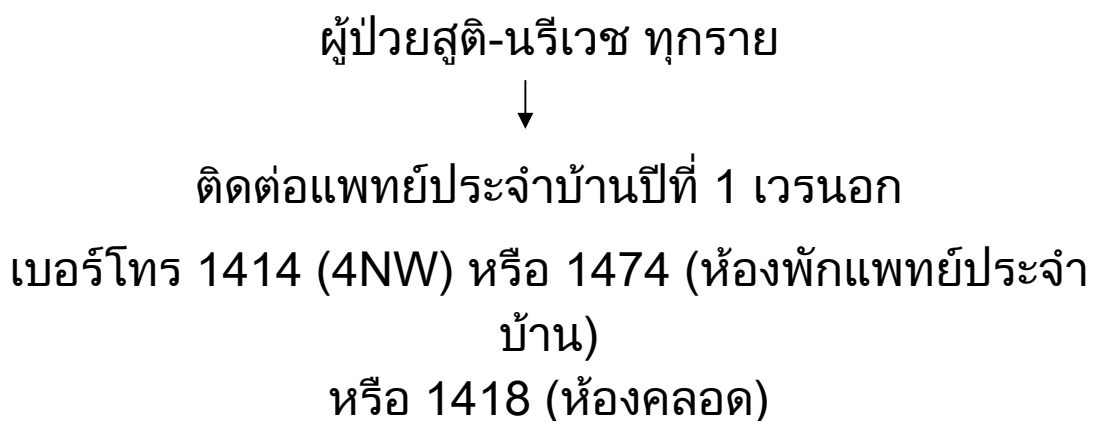 ผู้ป่วยสูติ-นรีเวช ทุกราย
ติดต่อแพทย์ประจำบ้านปีที่ 1 เวรนอก
เบอร์โทร 1414 (4NW) หรือ 1474 (ห้องพักแพทย์ประจำ
บ้าน)
หรือ 1418 (ห้องคลอด)